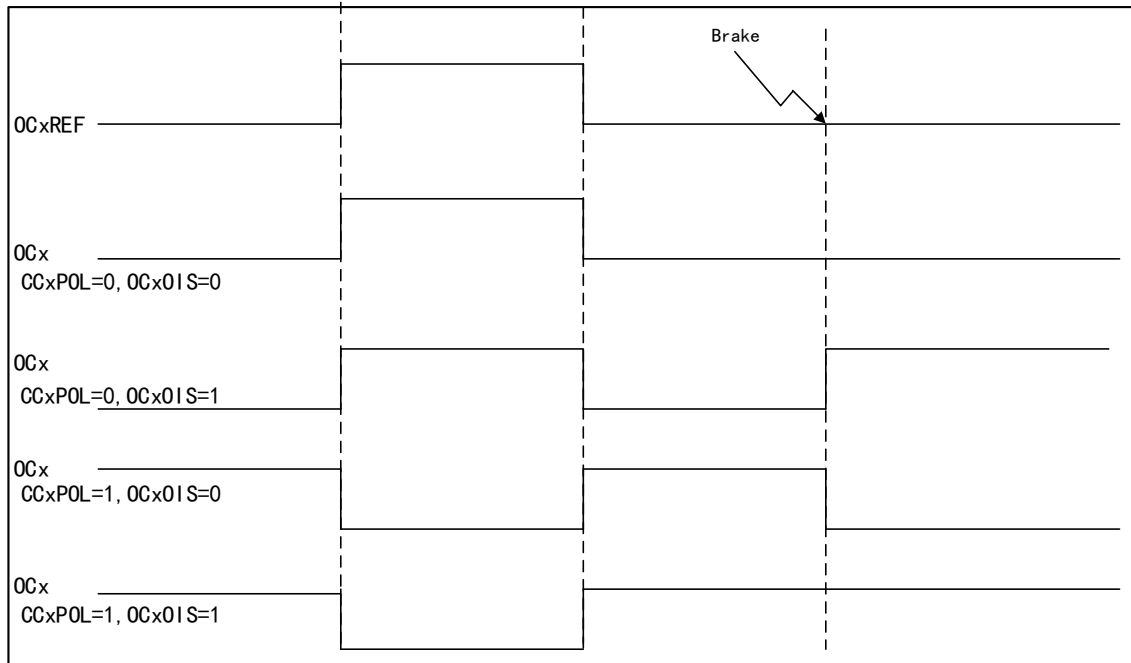 Brake
OCxREF
OCx
CCxPOL=0, OCxOIS=0
OCx
CCxPOL=0, OCxOIS=1
OCx
CCxPOL=1, OCxOIS=0
OCx
CCxPOL=1, OCxOIS=1